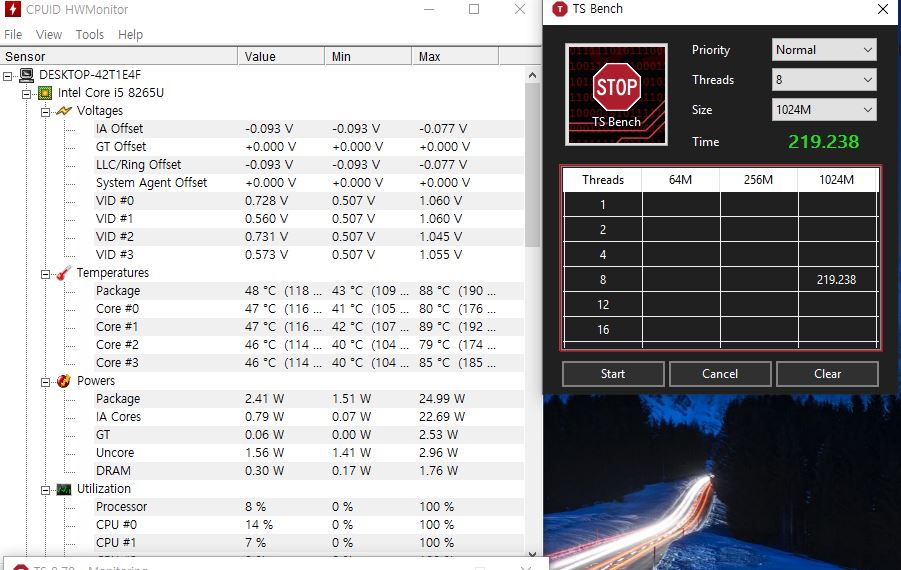 CPUID HWMonitor
File View Tools Help
Sensor Value Min Max
DESKTOP-42T1E4F
Intel Core i5 8265U
Voltages
IA Offset -0.093 V -0.093 V -0.077 V
GT Offset +0.000 V +0.000 V +0.000 V
LLC/Ring Offset -0.093 V -0.093 V -0.077 V
System Agent Offset +0.000 V +0.000 V +0.000 V
VID #0 0.728 V 0.507 V 1.060 V
VID #1 0.560 V 0.507 V 1.060 V
VID #2 0.731 V 0.507 V 1.045 V
VID #3 0.573 V 0.507 V 1.055 V
Temperatures
Package 48 °C (118 ... 43 °C (109 ... 88 °C (190 ...
Core #0 47 °C (116 ... 41 °C (105 ... 80 °C (176 ...
Core #1 47 °C (116 ... 42 °C (107 ... 89 °C (192 ...
Core #2 46 °C (114 ... 40 °C (104 ... 79 °C (174 ...
Core #3 46 °C (114 ... 40 °C (104 ... 85 °C (185 ...
Powers
Package 2.41 W 1.51 W 24.99 W
IA Cores 0.79 W 0.07 W 22.69 W
GT 0.06 W 0.00 W 2.53 W
Uncore 1.56 W 1.41 W 2.96 W
DRAM 0.30 W 0.17 W 1.76 W
Utilization
Processor 8 % 0 % 100 %
CPU #0 14 % 0 % 100 %
CPU #1 7 % 0 % 100 %
TS Bench
STOP
TS Bench
Priority Normal
Threads 8
Size 1024M
Time 219.238
Threads 64M 256M 1024M
1
2
4
8 219.238
12
16
Start Cancel Clear